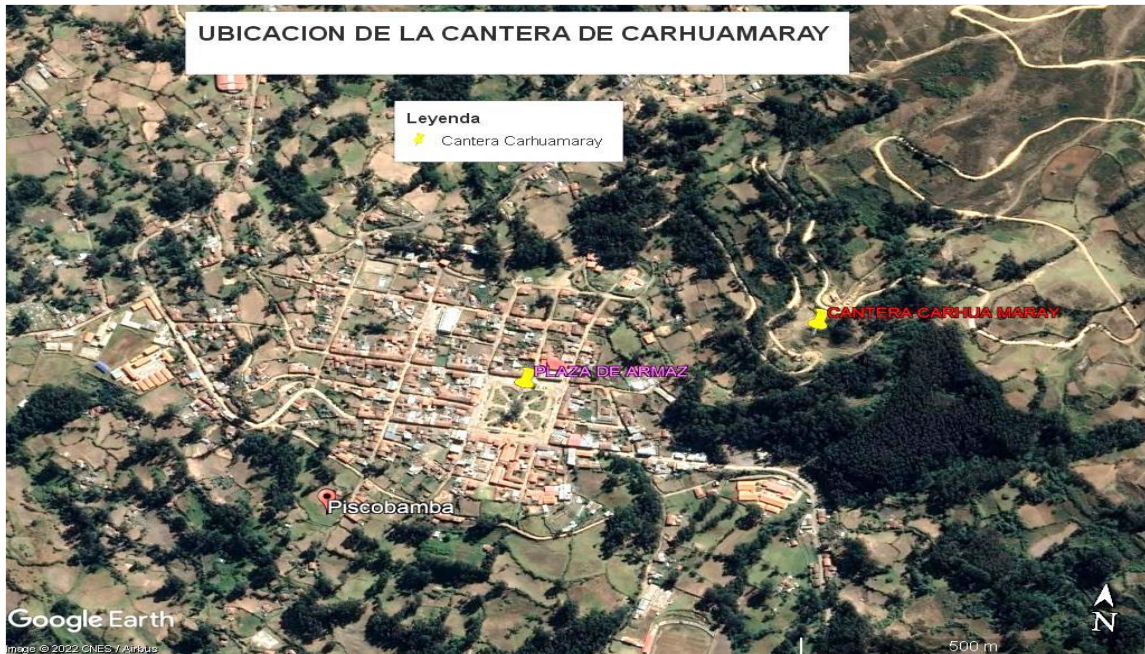 UBICACION DE LA CANTERA DE CARHUAMARAY
Leyenda
Cantera Carhuamaray
CANTERA CARHUA MARAY
PLAZA DE ARMAZ
Piscobamba
Google Earth
N
Image © 2022 CNES / Airbus
500 m